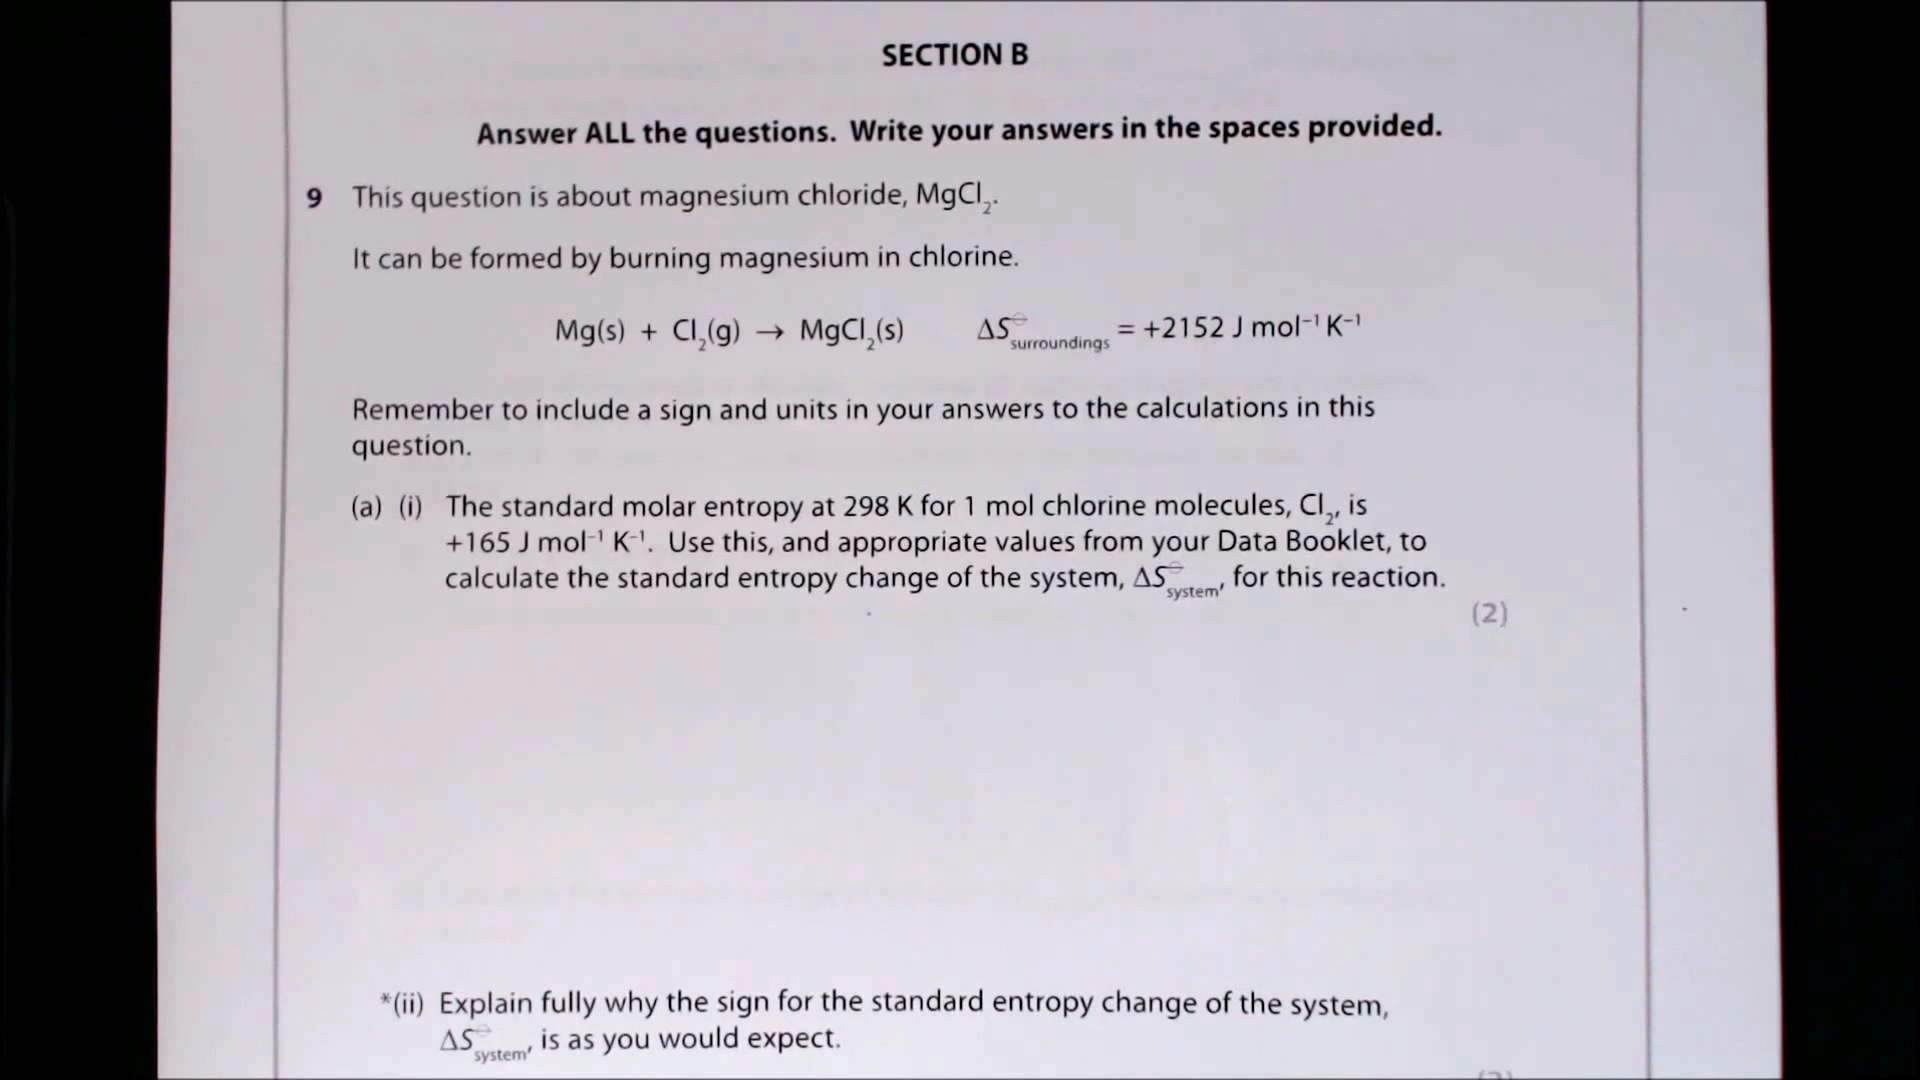 SECTION B
Answer ALL the questions. Write your answers in the spaces provided.
9 This question is about magnesium chloride, MgCl₂.
It can be formed by burning magnesium in chlorine.
Mg(s) + Cl₂(g) → MgCl₂(s) ΔS⊖surroundings = +2152 J mol⁻¹ K⁻¹
Remember to include a sign and units in your answers to the calculations in this
question.
(a) (i) The standard molar entropy at 298 K for 1 mol chlorine molecules, Cl₂, is
+165 J mol⁻¹ K⁻¹. Use this, and appropriate values from your Data Booklet, to
calculate the standard entropy change of the system, ΔS⊖system, for this reaction.
(2)
*(ii) Explain fully why the sign for the standard entropy change of the system,
ΔS⊖system, is as you would expect.